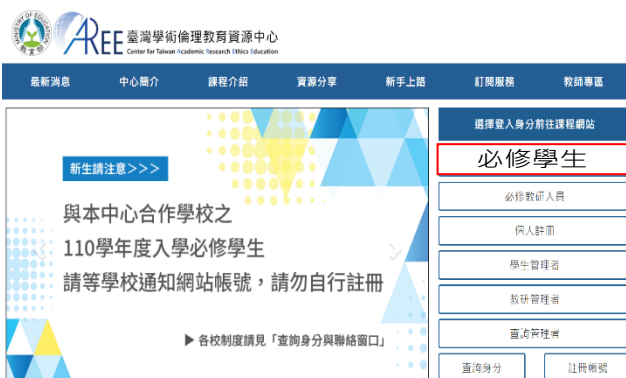 MINISTRY OF EDUCATION
教育部
AREE 臺灣學術倫理教育資源中心
Center for Taiwan Academic Research Ethics Education
最新消息 中心簡介 課程介紹 資源分享 新手上路 訂閱服務 教師專區
新生請注意>>>
與本中心合作學校之
110學年度入學必修學生
請等學校通知網站帳號，請勿自行註冊
▶ 各校制度請見「查詢身分與聯絡窗口」
選擇登入身分前往課程網站
必修學生
必修教研人員
個人註冊
學生管理者
教研管理者
查詢管理者
查詢身分 註冊帳號